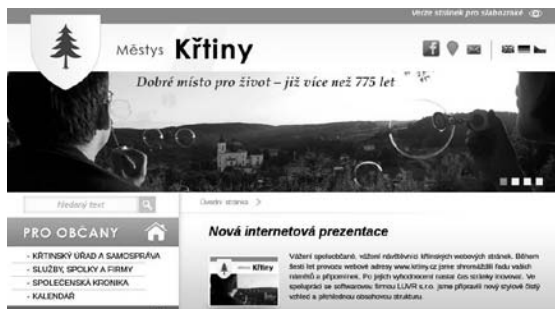 Verze stránek pro slabozraké
Městys Křtiny
Dobré místo pro život – již více než 775 let
Hledaný text
Úvodní stránka >
PRO OBČANY
Nová internetová prezentace
- KŘTINSKÝ ÚŘAD A SAMOSPRÁVA
- SLUŽBY, SPOLKY A FIRMY
- SPOLEČENSKÁ KRONIKA
- KALENDÁŘ
Městys Křtiny
Vážení spoluobčané, vážení návštěvníci křtinských webových stránek. Během
šesti let provozu webové adresy www.krtiny.cz jsme shromáždili řadu vašich
námětů a připomínek. Po jejich vyhodnocení nastal čas stránky inovovat. Ve
spolupráci se softwarovou firmou LUVR s.r.o. jsme připravili nový stylově čistý
vzhled a přehlednou obsahovou strukturu.